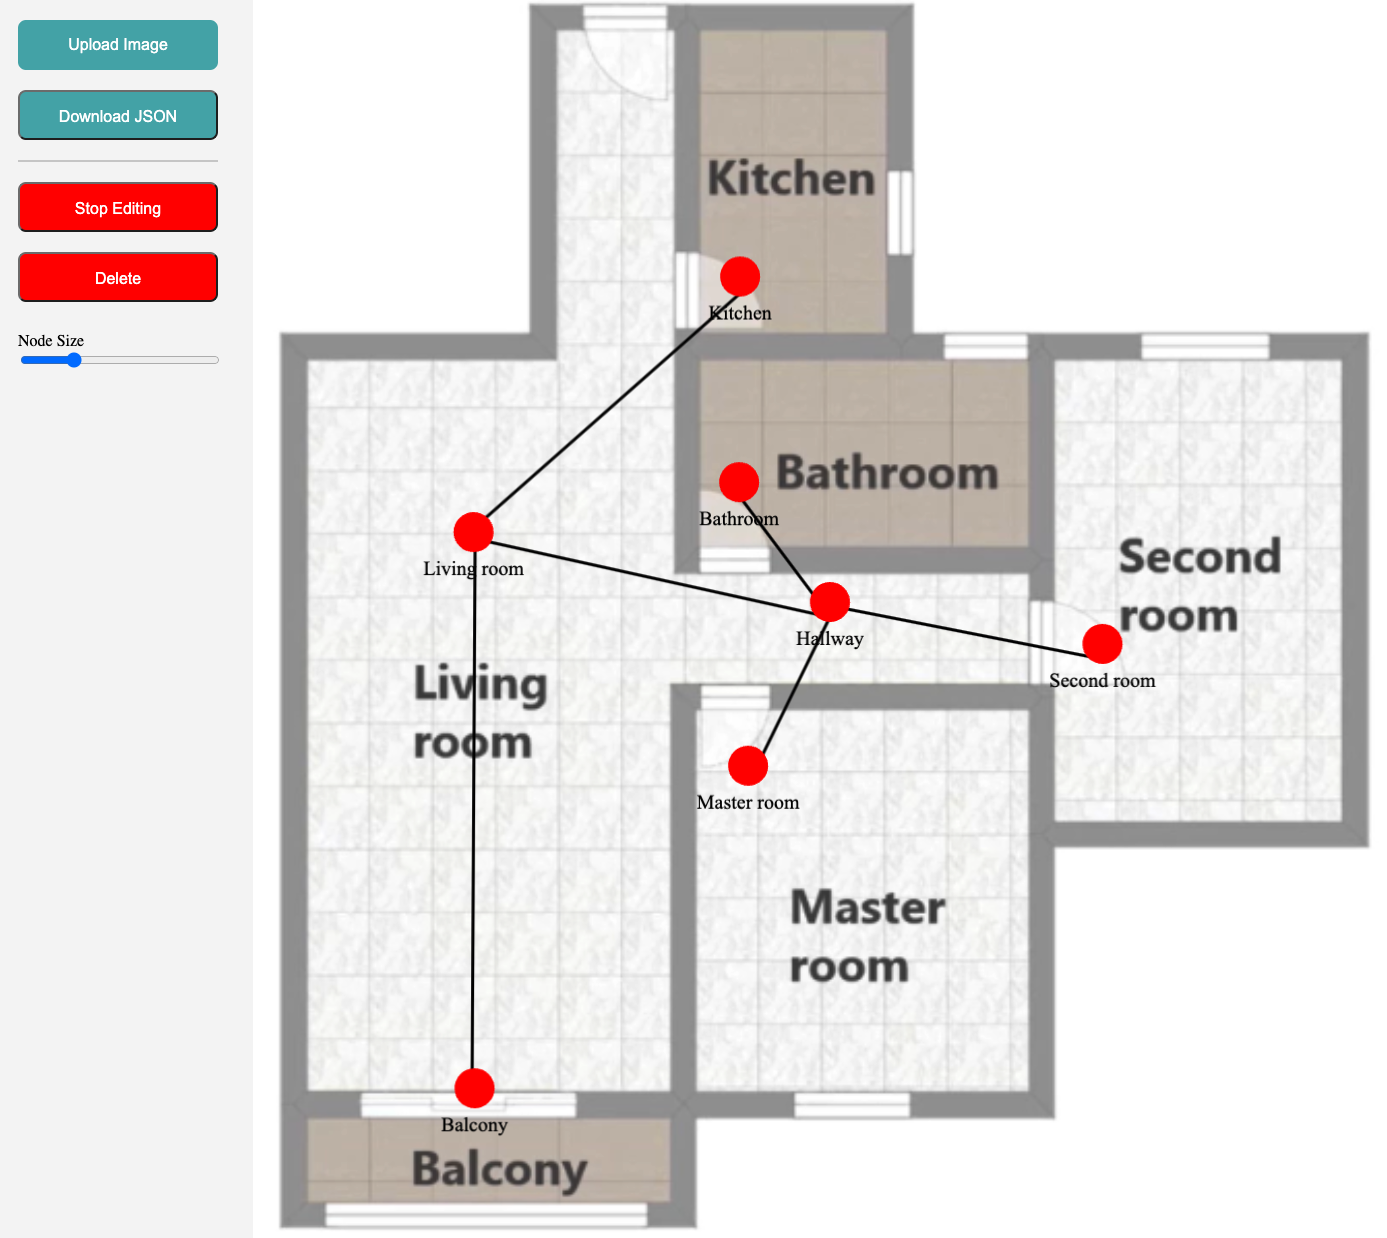 Upload Image
Download JSON
Stop Editing
Delete
Node Size
Kitchen
Kitchen
Bathroom
Bathroom
Living room
Second
room
Hallway
Second room
Living
room
Master room
Master
room
Balcony
Balcony